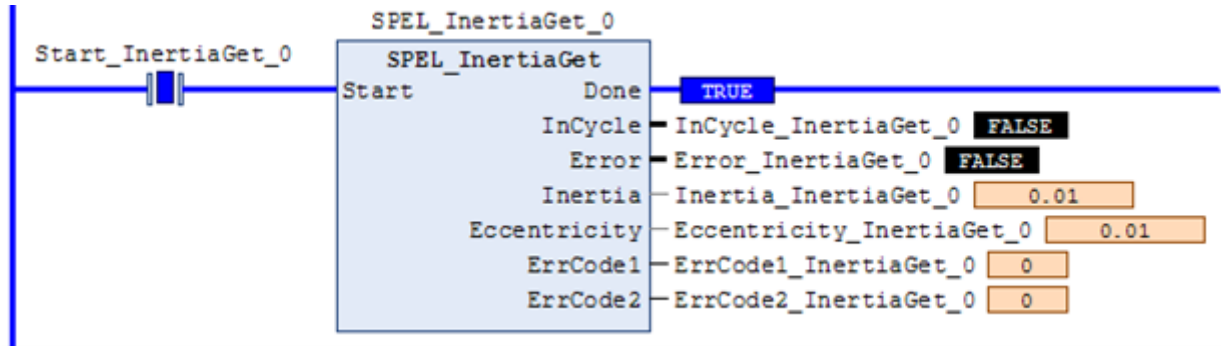 SPEL_InertiaGet_0
Start_InertiaGet_0
SPEL_InertiaGet
Start Done TRUE
InCycle InCycle_InertiaGet_0 FALSE
Error Error_InertiaGet_0 FALSE
Inertia Inertia_InertiaGet_0 0.01
Eccentricity Eccentricity_InertiaGet_0 0.01
ErrCode1 ErrCode1_InertiaGet_0 0
ErrCode2 ErrCode2_InertiaGet_0 0